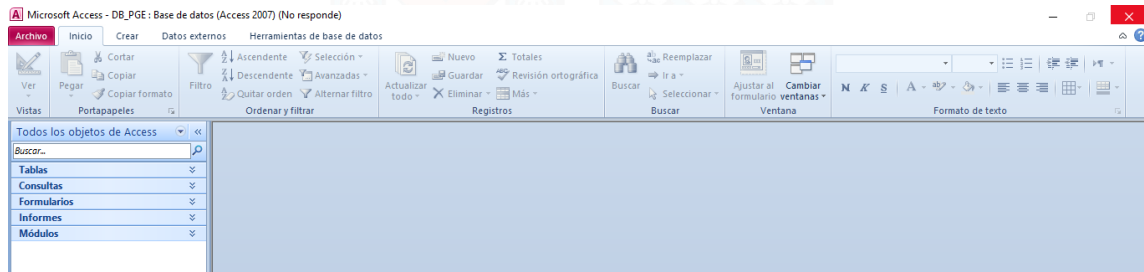 Microsoft Access - DB_PGE : Base de datos (Access 2007) (No responde)
Archivo Inicio Crear Datos externos Herramientas de base de datos
Ver
Vistas
Pegar
Cortar
Copiar
Copiar formato
Portapapeles
Filtro
Ascendente
Descendente
Quitar orden
Selección
Avanzadas
Alternar filtro
Ordenar y filtrar
Actualizar
todo
Nuevo
Guardar
Eliminar
Totales
Revisión ortográfica
Más
Registros
Buscar
Reemplazar
Ir a
Seleccionar
Buscar
Ajustar al
formulario
Cambiar
ventanas
Ventana
N K S
Formato de texto
Todos los objetos de Access
Buscar...
Tablas
Consultas
Formularios
Informes
Módulos